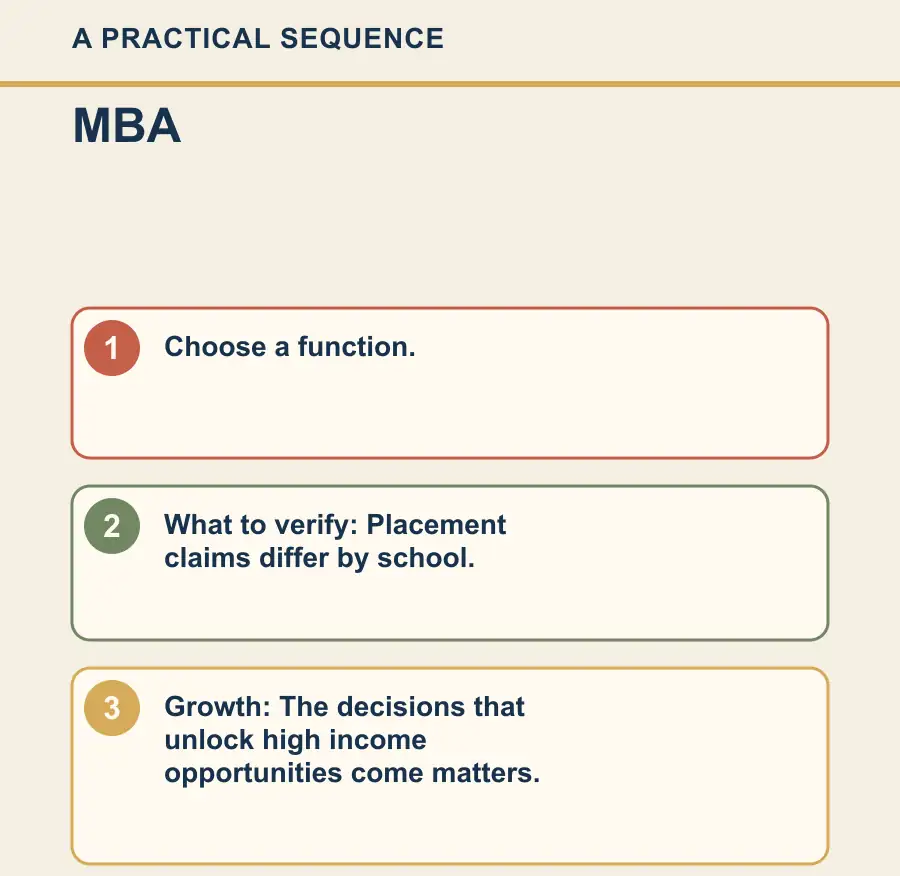 A PRACTICAL SEQUENCE
MBA
1
Choose a function.
2
What to verify: Placement
claims differ by school.
3
Growth: The decisions that
unlock high income
opportunities come matters.